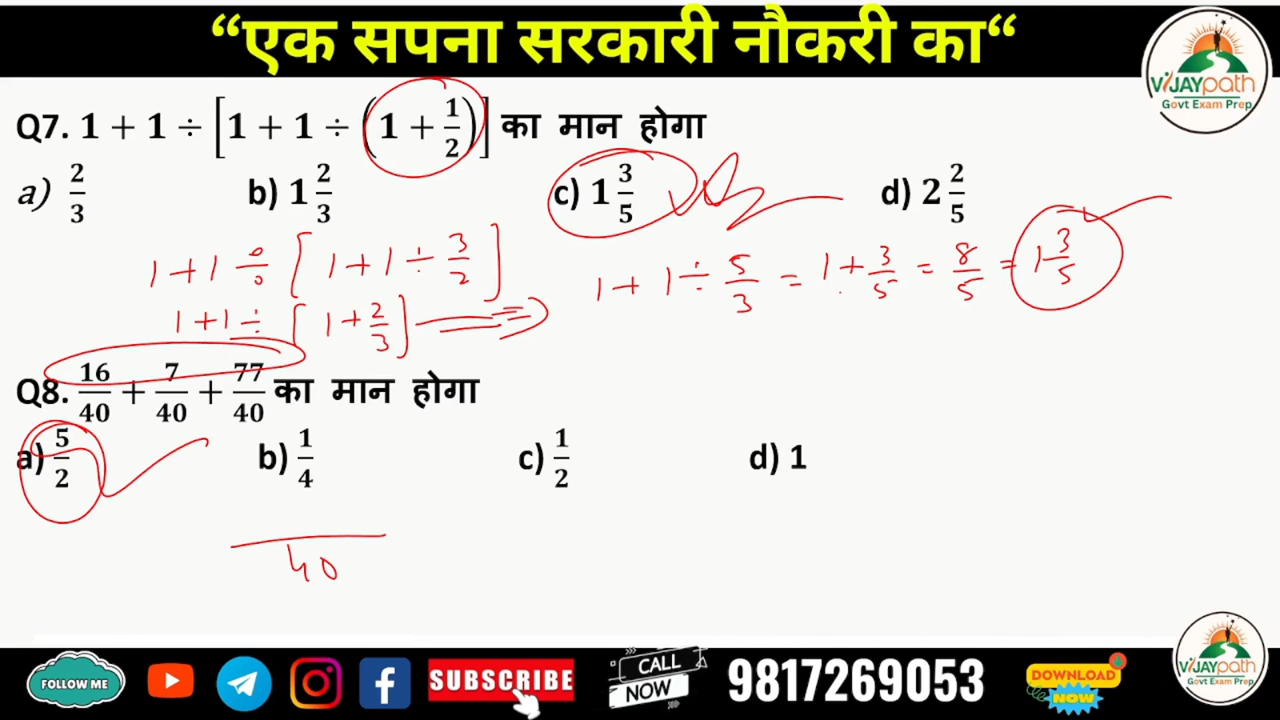 “एक सपना सरकारी नौकरी का“
ViJAYpath
Govt Exam Prep
Q7. 1 + 1 ÷ [1 + 1 ÷ (1 + 1/2)] का मान होगा
a) 2/3 b) 1 2/3 c) 1 3/5 d) 2 2/5
1 + 1 ÷ [1 + 1 ÷ 3/2]
1 + 1 ÷ 5/3 = 1 + 3/5 = 8/5 = 1 3/5
1 + 1 ÷ [1 + 2/3] ⇒
Q8. 16/40 + 7/40 + 77/40 का मान होगा
a) 5/2 b) 1/4 c) 1/2 d) 1
40
ViJAYpath
Govt Exam Prep
FOLLOW ME
SUBSCRIBE
CALL NOW
9817269053
DOWNLOAD NOW